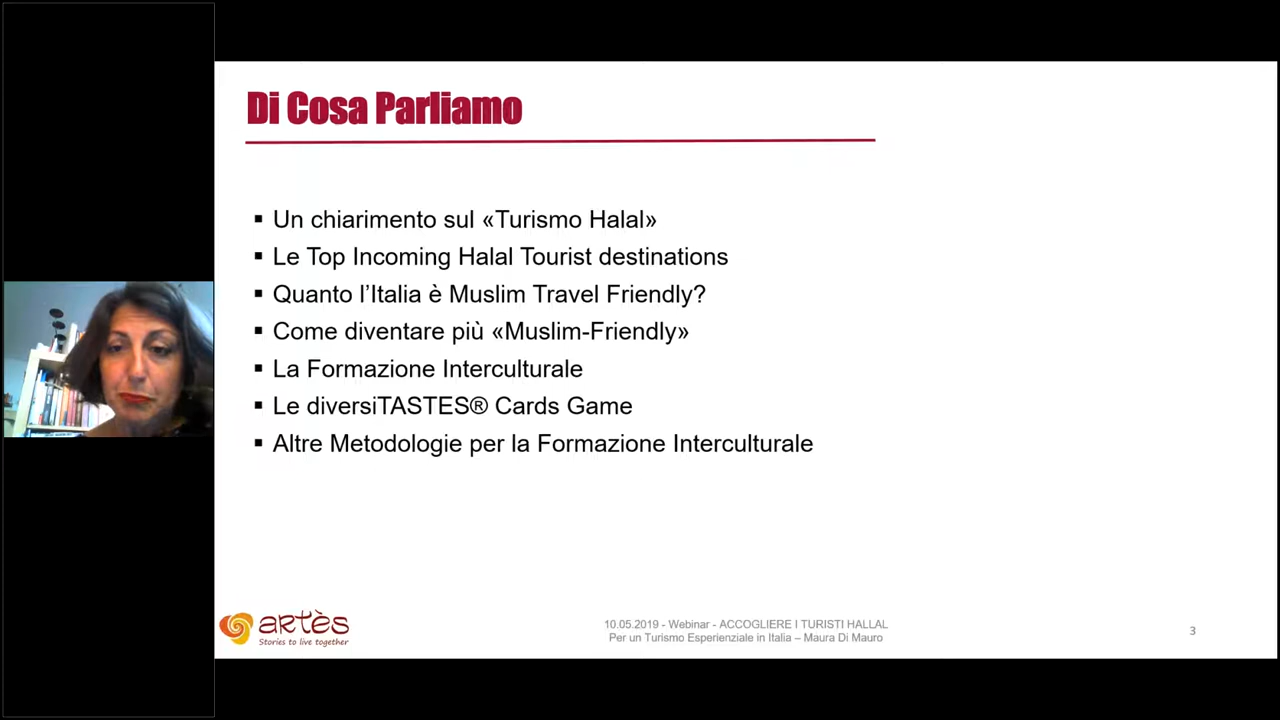 Di Cosa Parliamo
▪ Un chiarimento sul «Turismo Halal»
▪ Le Top Incoming Halal Tourist destinations
▪ Quanto l’Italia è Muslim Travel Friendly?
▪ Come diventare più «Muslim-Friendly»
▪ La Formazione Interculturale
▪ Le diversiTASTES® Cards Game
▪ Altre Metodologie per la Formazione Interculturale
artès
Stories to live together
10.05.2019 - Webinar - ACCOGLIERE I TURISTI HALLAL
Per un Turismo Esperienziale in Italia – Maura Di Mauro
3